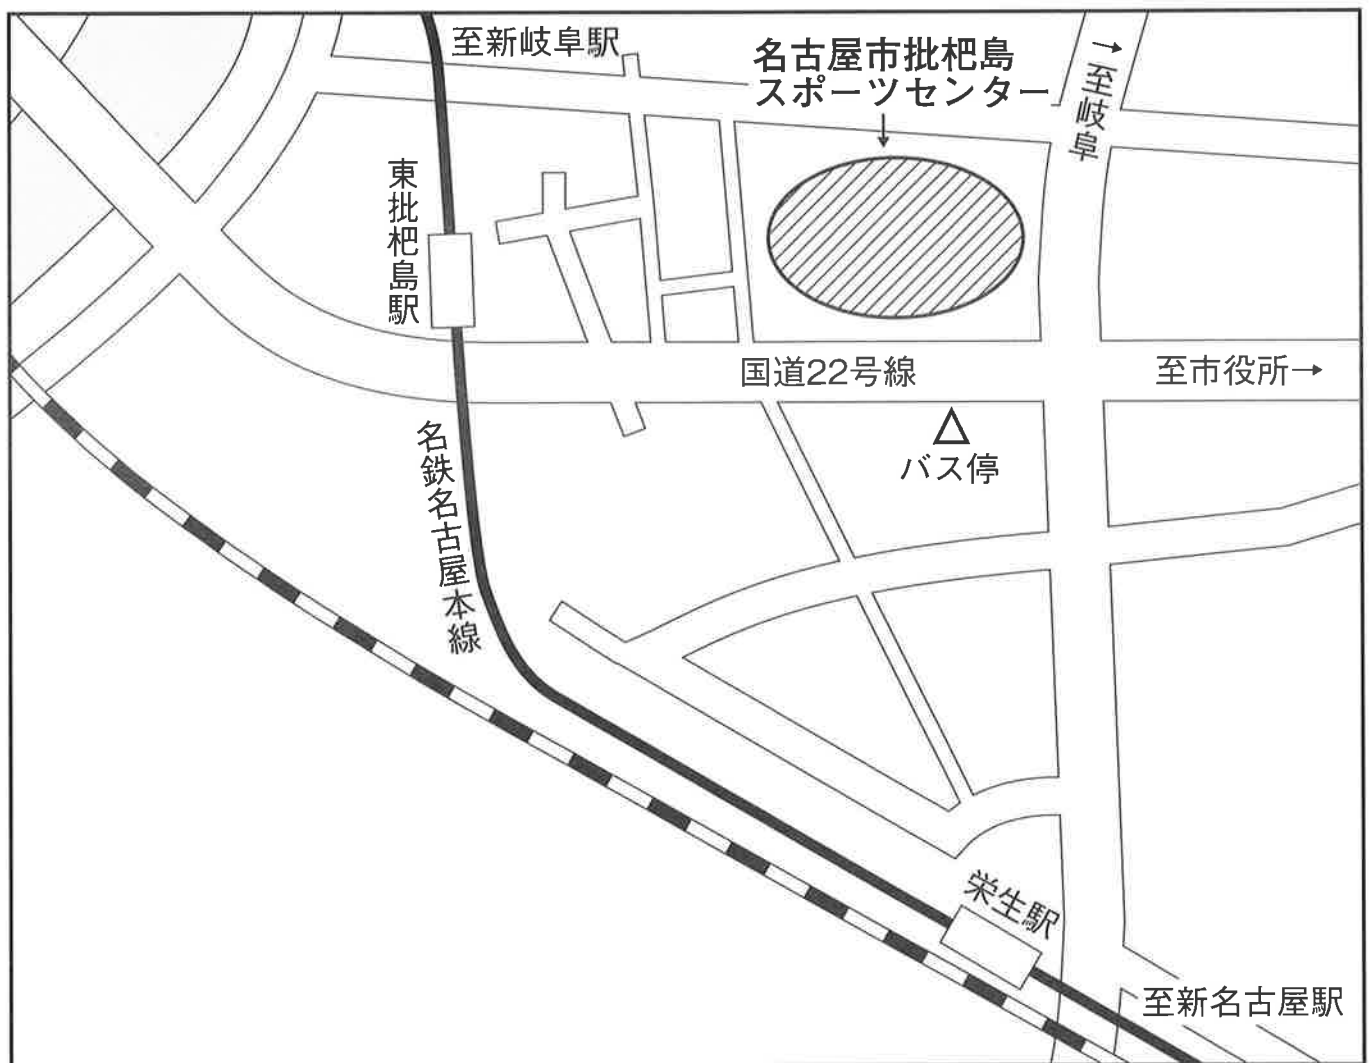 至新岐阜駅
名古屋市批杷島
スポーツセンター
→至岐阜
東批杷島駅
国道22号線
至市役所→
バス停
名鉄名古屋本線
栄生駅
至新名古屋駅